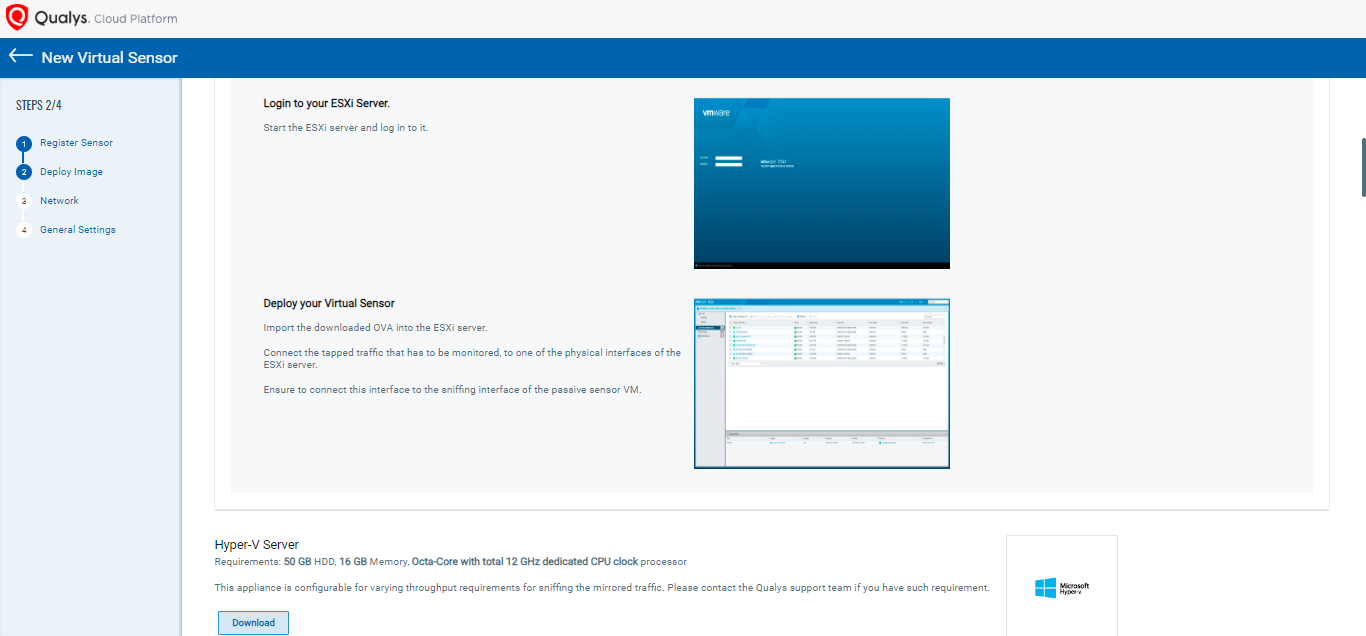 Qualys. Cloud Platform
New Virtual Sensor
STEPS 2/4
1 Register Sensor
2 Deploy Image
3 Network
4 General Settings
Login to your ESXi Server.
Start the ESXi server and log in to it.
vmware
Deploy your Virtual Sensor
Import the downloaded OVA into the ESXi server.
Connect the tapped traffic that has to be monitored, to one of the physical interfaces of the
ESXi server.
Ensure to connect this interface to the sniffing interface of the passive sensor VM.
Hyper-V Server
Requirements: 50 GB HDD, 16 GB Memory, Octa-Core with total 12 GHz dedicated CPU clock processor
This appliance is configurable for varying throughput requirements for sniffing the mirrored traffic. Please contact the Qualys support team if you have such requirement.
Download
Microsoft
Hyper-v